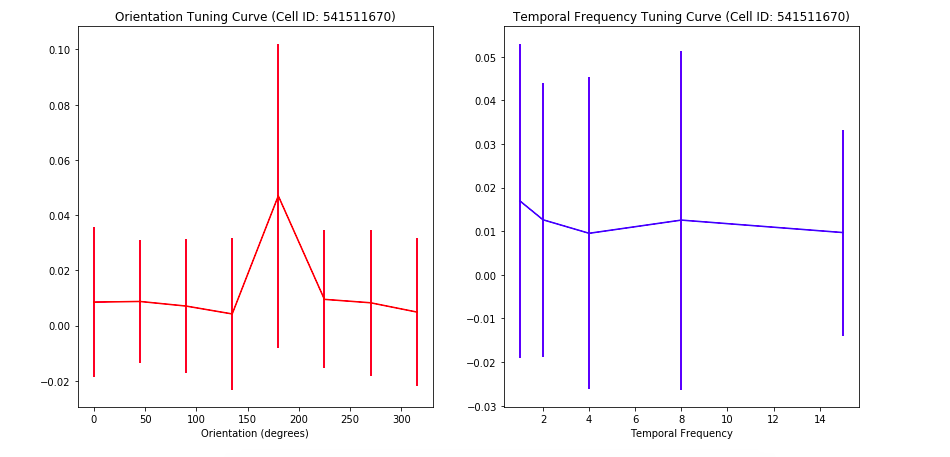 Orientation Tuning Curve (Cell ID: 541511670)
0.10
0.08
0.06
0.04
0.02
0.00
−0.02
0 50 100 150 200 250 300
Orientation (degrees)
Temporal Frequency Tuning Curve (Cell ID: 541511670)
0.05
0.04
0.03
0.02
0.01
0.00
−0.01
−0.02
−0.03
2 4 6 8 10 12 14
Temporal Frequency